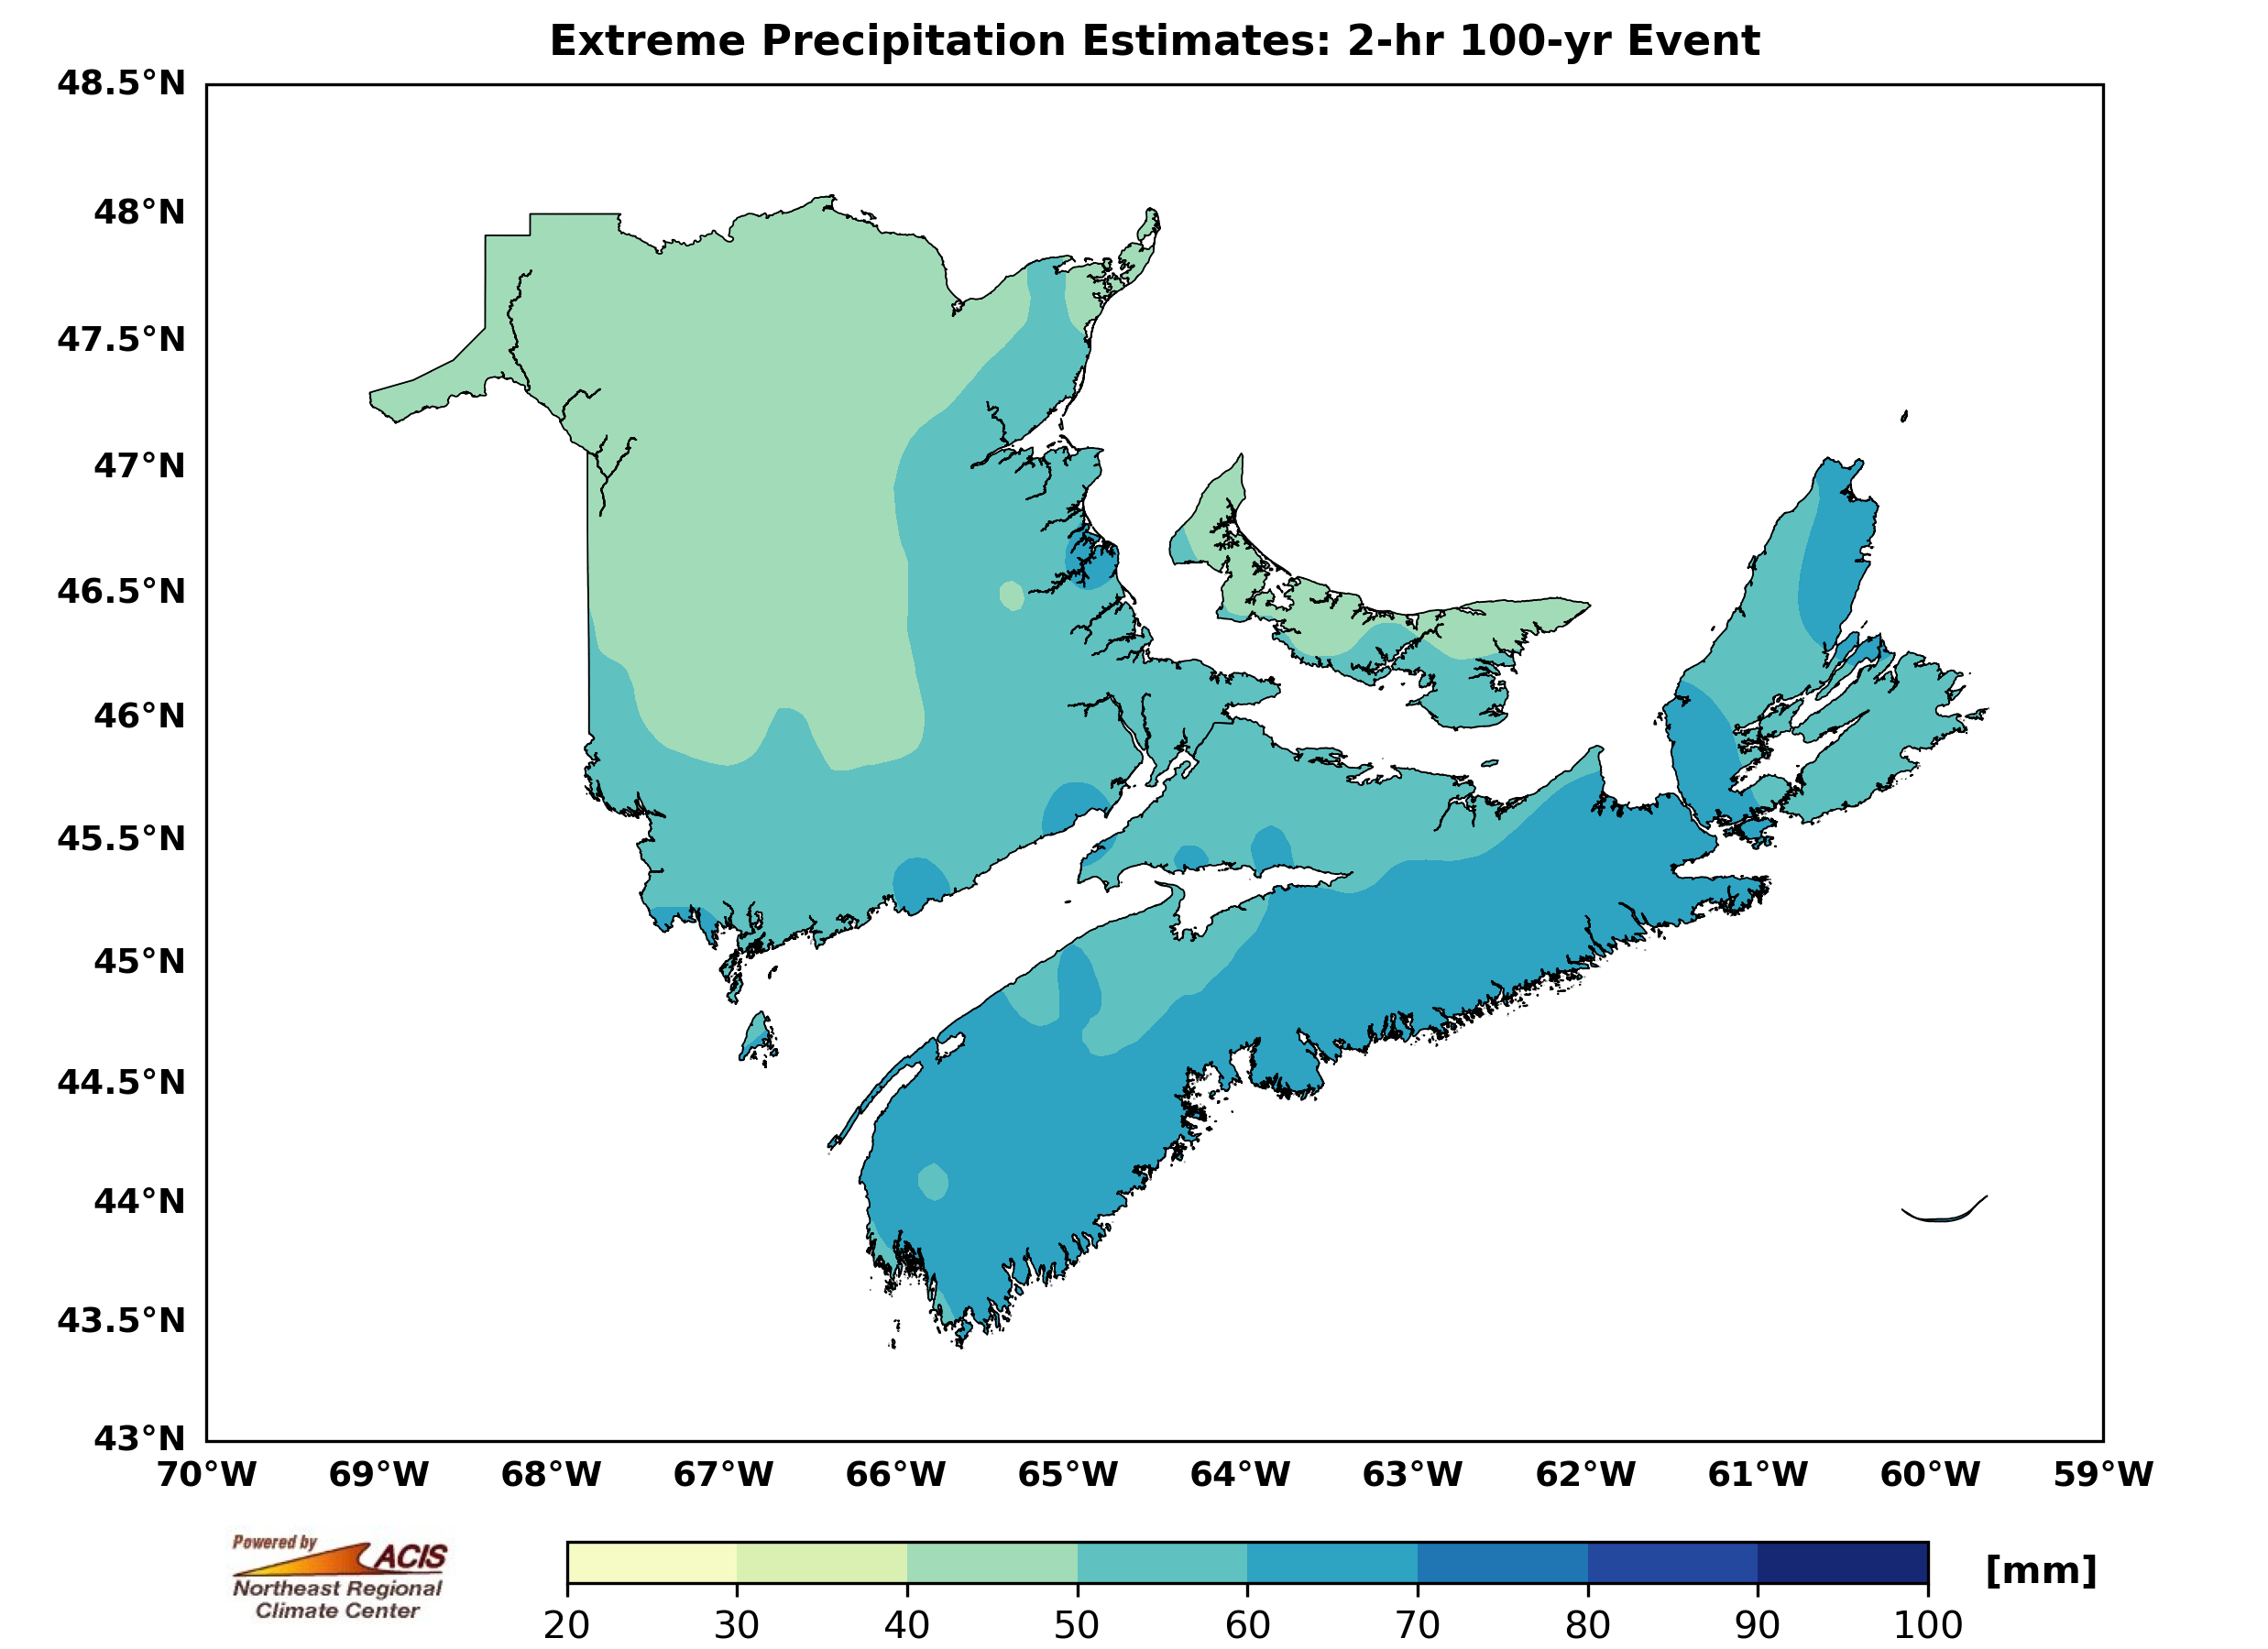 Extreme Precipitation Estimates: 2-hr 100-yr Event
48.5°N
48°N
47.5°N
47°N
46.5°N
46°N
45.5°N
45°N
44.5°N
44°N
43.5°N
43°N
70°W 69°W 68°W 67°W 66°W 65°W 64°W 63°W 62°W 61°W 60°W 59°W
Powered by ACIS
Northeast Regional
Climate Center
[mm]
20 30 40 50 60 70 80 90 100